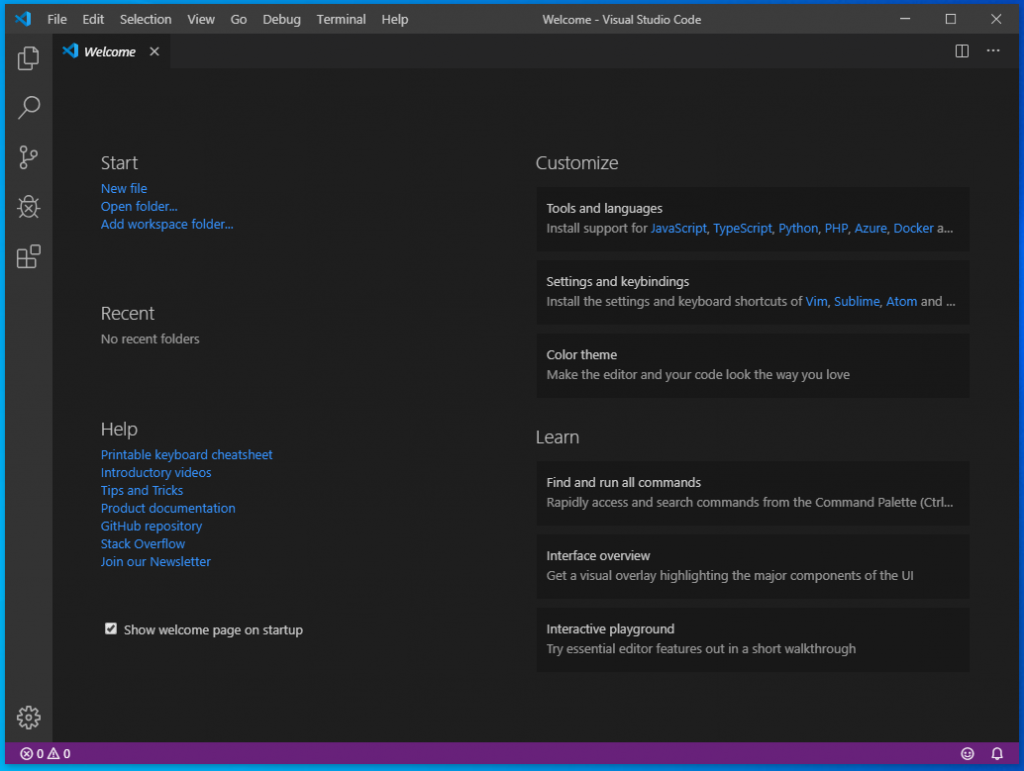 File Edit Selection View Go Debug Terminal Help Welcome - Visual Studio Code
Welcome
Start
New file
Open folder...
Add workspace folder...
Recent
No recent folders
Help
Printable keyboard cheatsheet
Introductory videos
Tips and Tricks
Product documentation
GitHub repository
Stack Overflow
Join our Newsletter
Show welcome page on startup
Customize
Tools and languages
Install support for JavaScript, TypeScript, Python, PHP, Azure, Docker a...
Settings and keybindings
Install the settings and keyboard shortcuts of Vim, Sublime, Atom and ...
Color theme
Make the editor and your code look the way you love
Learn
Find and run all commands
Rapidly access and search commands from the Command Palette (Ctrl...
Interface overview
Get a visual overlay highlighting the major components of the UI
Interactive playground
Try essential editor features out in a short walkthrough
0 0